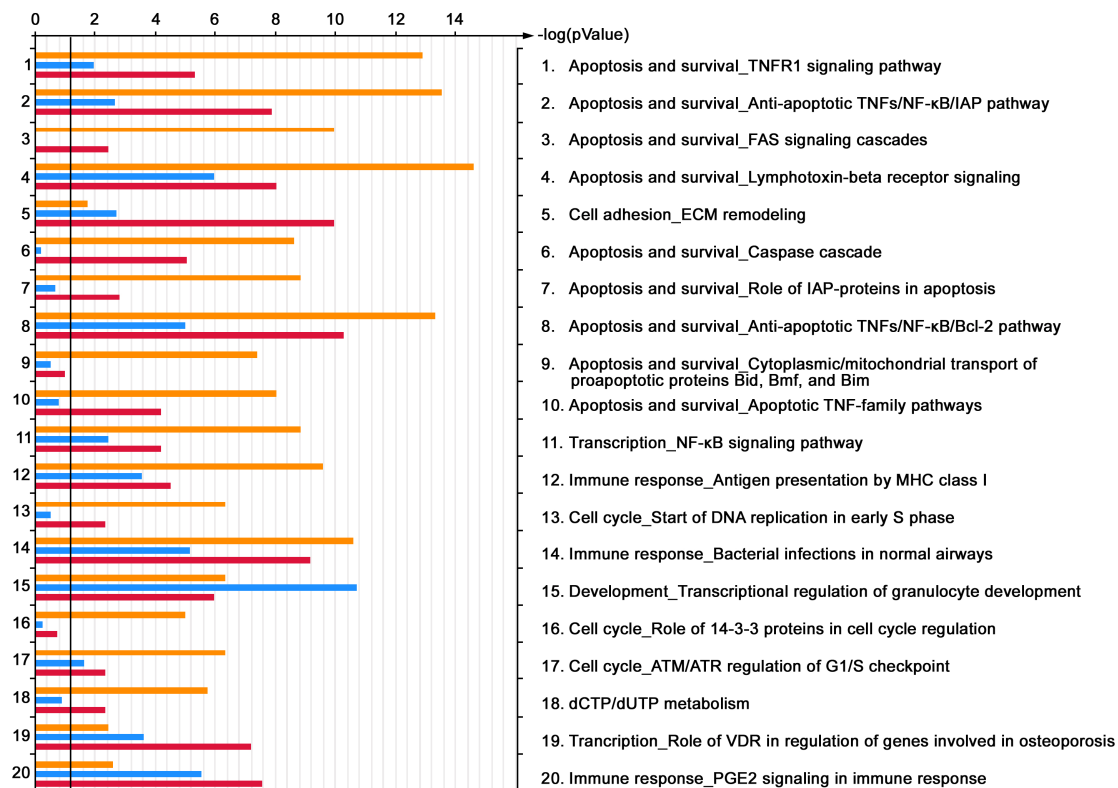 0 2 4 6 8 10 12 14
-log(pValue)
1
2
3
4
5
6
7
8
9
10
11
12
13
14
15
16
17
18
19
20
1. Apoptosis and survival_TNFR1 signaling pathway
2. Apoptosis and survival_Anti-apoptotic TNFs/NF-κB/IAP pathway
3. Apoptosis and survival_FAS signaling cascades
4. Apoptosis and survival_Lymphotoxin-beta receptor signaling
5. Cell adhesion_ECM remodeling
6. Apoptosis and survival_Caspase cascade
7. Apoptosis and survival_Role of IAP-proteins in apoptosis
8. Apoptosis and survival_Anti-apoptotic TNFs/NF-κB/Bcl-2 pathway
9. Apoptosis and survival_Cytoplasmic/mitochondrial transport of
proapoptotic proteins Bid, Bmf, and Bim
10. Apoptosis and survival_Apoptotic TNF-family pathways
11. Transcription_NF-κB signaling pathway
12. Immune response_Antigen presentation by MHC class I
13. Cell cycle_Start of DNA replication in early S phase
14. Immune response_Bacterial infections in normal airways
15. Development_Transcriptional regulation of granulocyte development
16. Cell cycle_Role of 14-3-3 proteins in cell cycle regulation
17. Cell cycle_ATM/ATR regulation of G1/S checkpoint
18. dCTP/dUTP metabolism
19. Trancription_Role of VDR in regulation of genes involved in osteoporosis
20. Immune response_PGE2 signaling in immune response